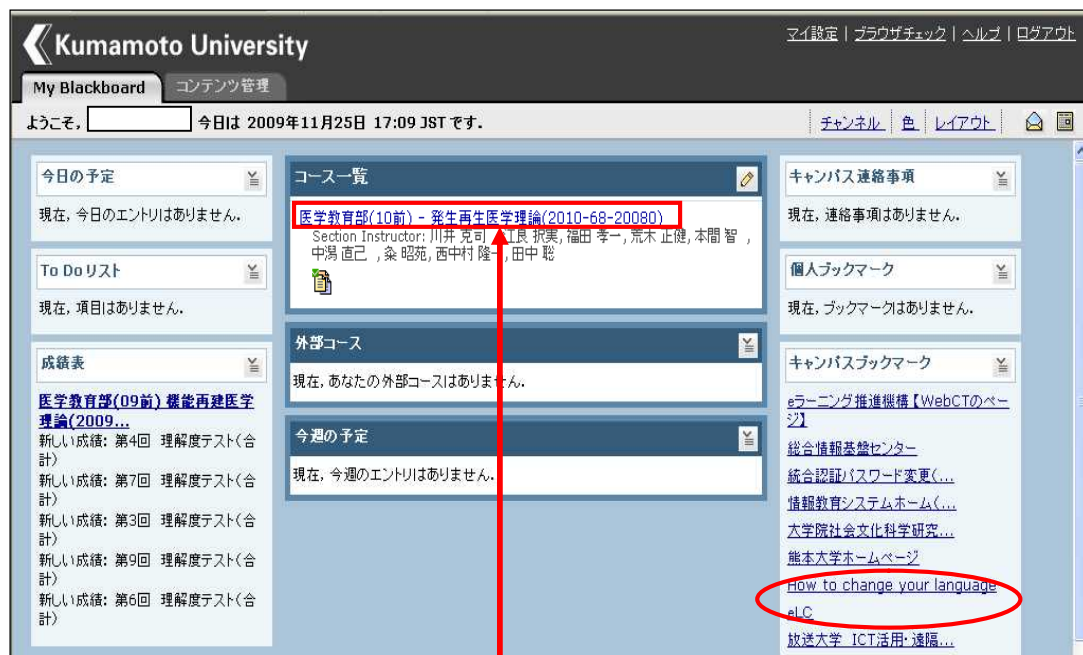 Kumamoto University
マイ設定 | ブラウザチェック | ヘルプ | ログアウト
My Blackboard
コンテンツ管理
ようこそ, 今日は 2009年11月25日 17:09 JST です.
チャンネル 色 レイアウト
今日の予定
現在, 今日のエントリはありません.
To Do リスト
現在, 項目はありません.
成績表
医学教育部(09前) 機能再建医学
理論(2009...
新しい成績: 第4回 理解度テスト(合
計)
新しい成績: 第7回 理解度テスト(合
計)
新しい成績: 第3回 理解度テスト(合
計)
新しい成績: 第9回 理解度テスト(合
計)
新しい成績: 第6回 理解度テスト(合
計)
コース一覧
医学教育部(10前) - 発生再生医学理論(2010-68-20080)
Section Instructor: 川井 克司 江良 択実, 福田 孝一, 荒木 正健, 本間 智 ,
中潟 直己 , 粂 昭苑, 西中村 隆一, 田中 聡
外部コース
現在, あなたの外部コースはありません.
今週の予定
現在, 今週のエントリはありません.
キャンパス連絡事項
現在, 連絡事項はありません.
個人ブックマーク
現在, ブックマークはありません.
キャンパスブックマーク
eラーニング推進機構【WebCTのペー
ジ】
総合情報基盤センター
統合認証パスワード変更(...
情報教育システムホーム(...
大学院社会文化科学研究...
熊本大学ホームページ
How to change your language
eLC
放送大学 ICT活用・遠隔...